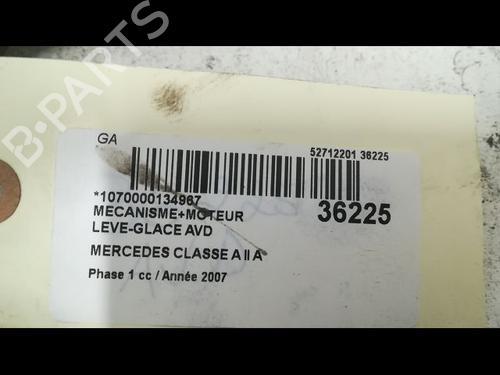 B-PARTS
GA
52712201 36225
*1070000134967
MECANISME+MOTEUR
36225
LEVE-GLACE AVD
MERCEDES CLASSE A II A
Phase 1 cc / Année 2007